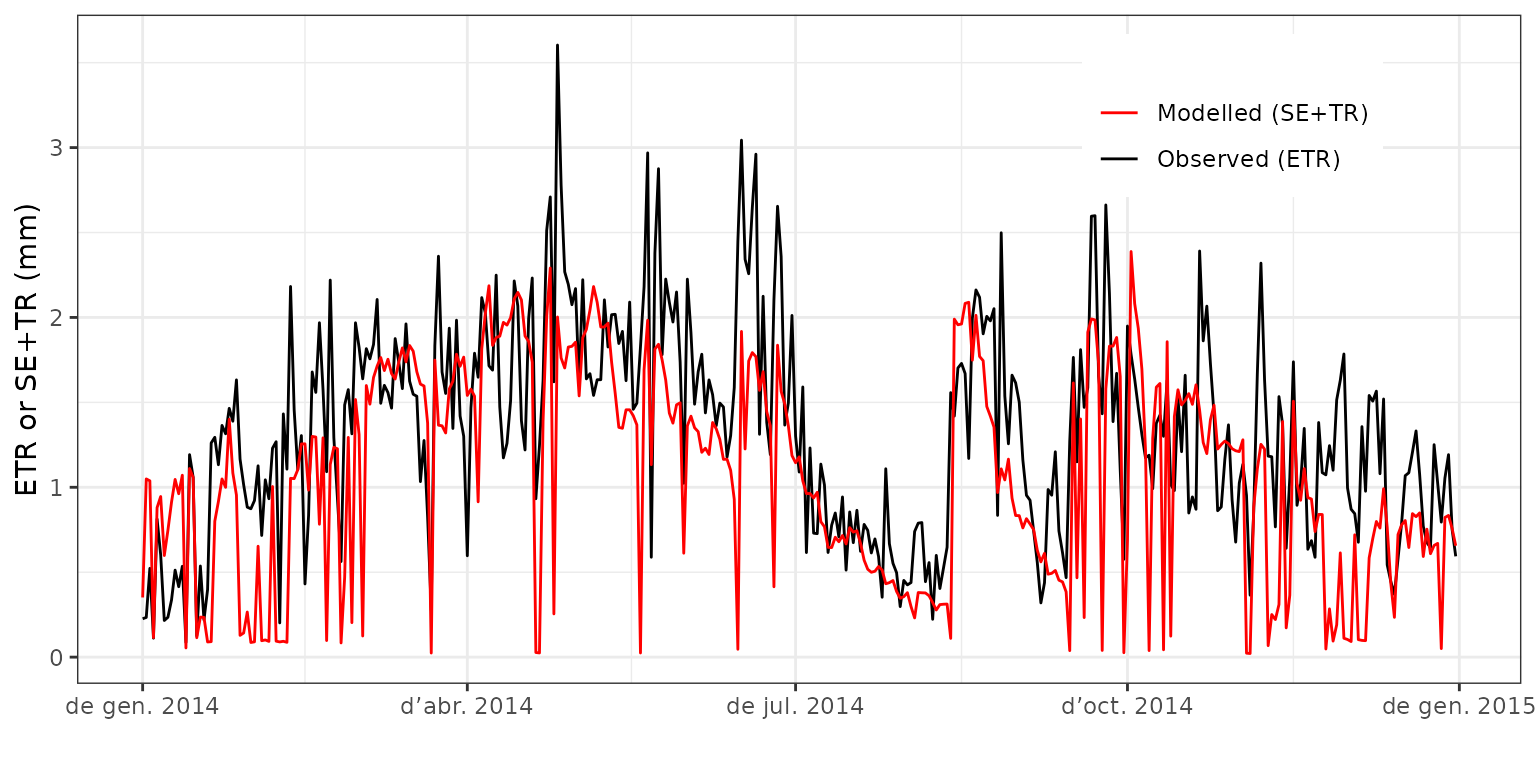 ETR or SE+TR (mm)
3
2
1
0
Modelled (SE+TR)
Observed (ETR)
de gen. 2014
d’abr. 2014
de jul. 2014
d’oct. 2014
de gen. 2015